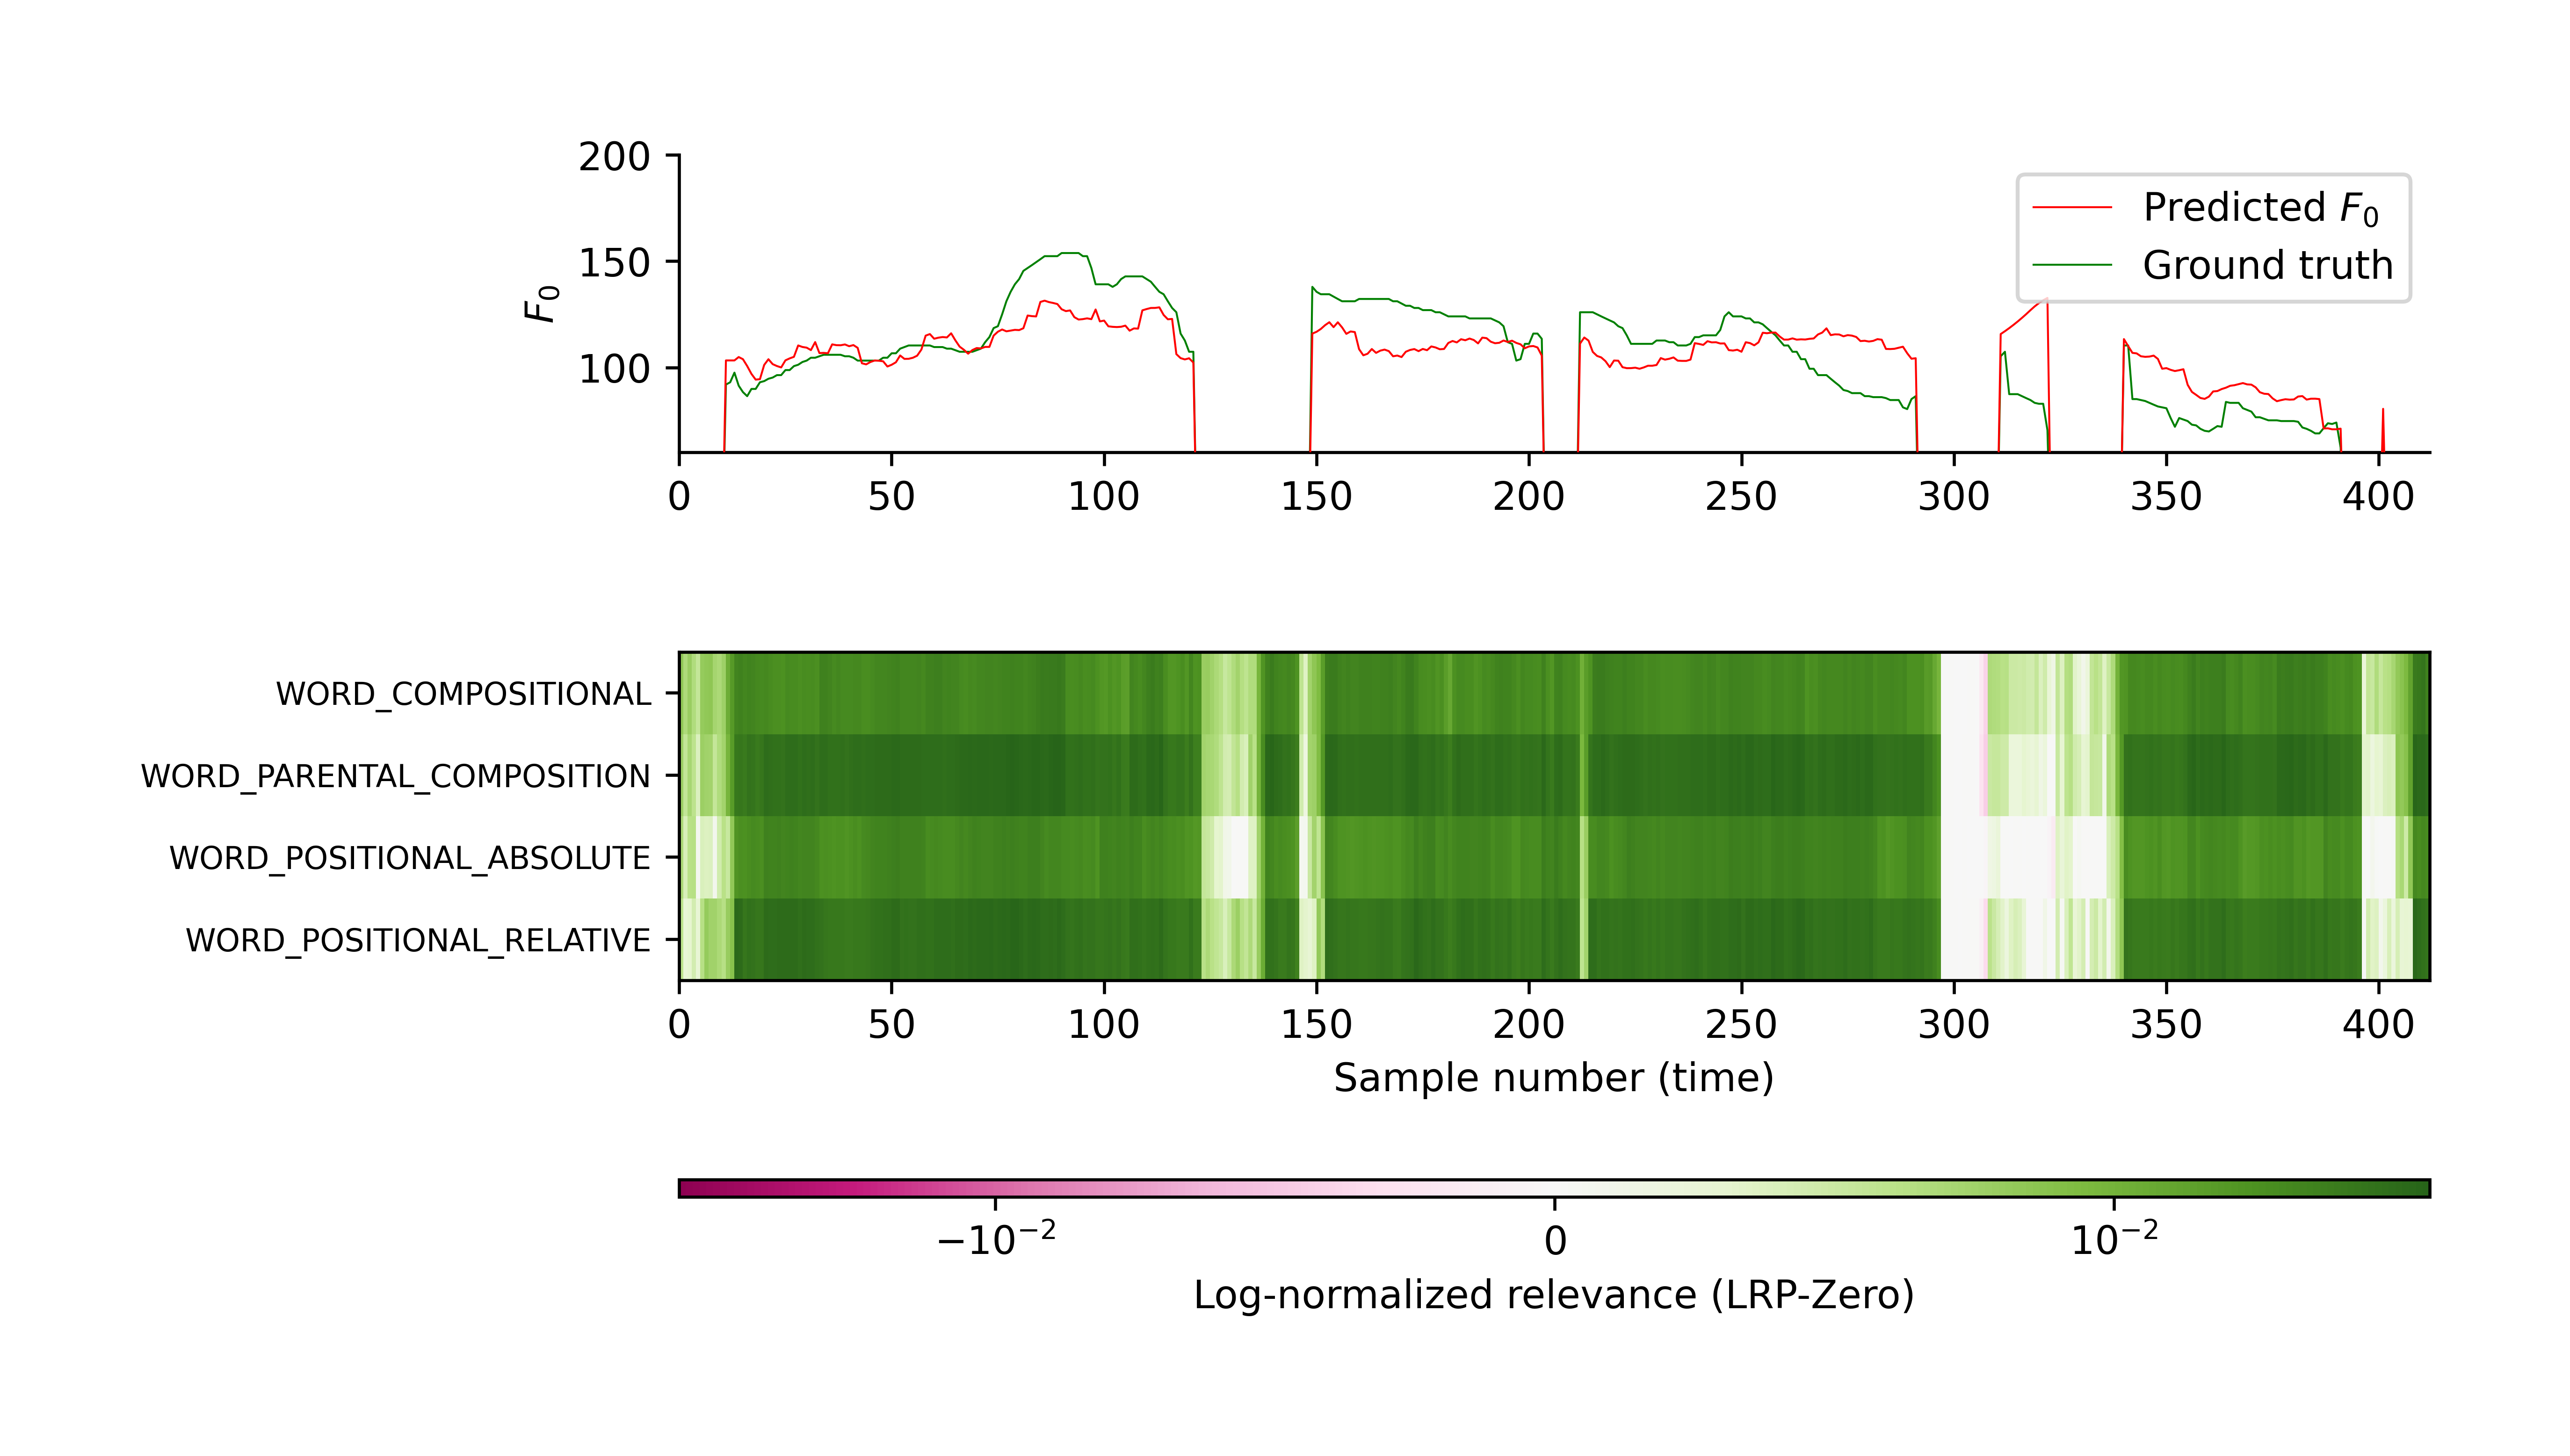 200
150
100
F₀
Predicted F₀
Ground truth
0 50 100 150 200 250 300 350 400
WORD_COMPOSITIONAL
WORD_PARENTAL_COMPOSITION
WORD_POSITIONAL_ABSOLUTE
WORD_POSITIONAL_RELATIVE
0 50 100 150 200 250 300 350 400
Sample number (time)
−10⁻² 0 10⁻²
Log-normalized relevance (LRP-Zero)